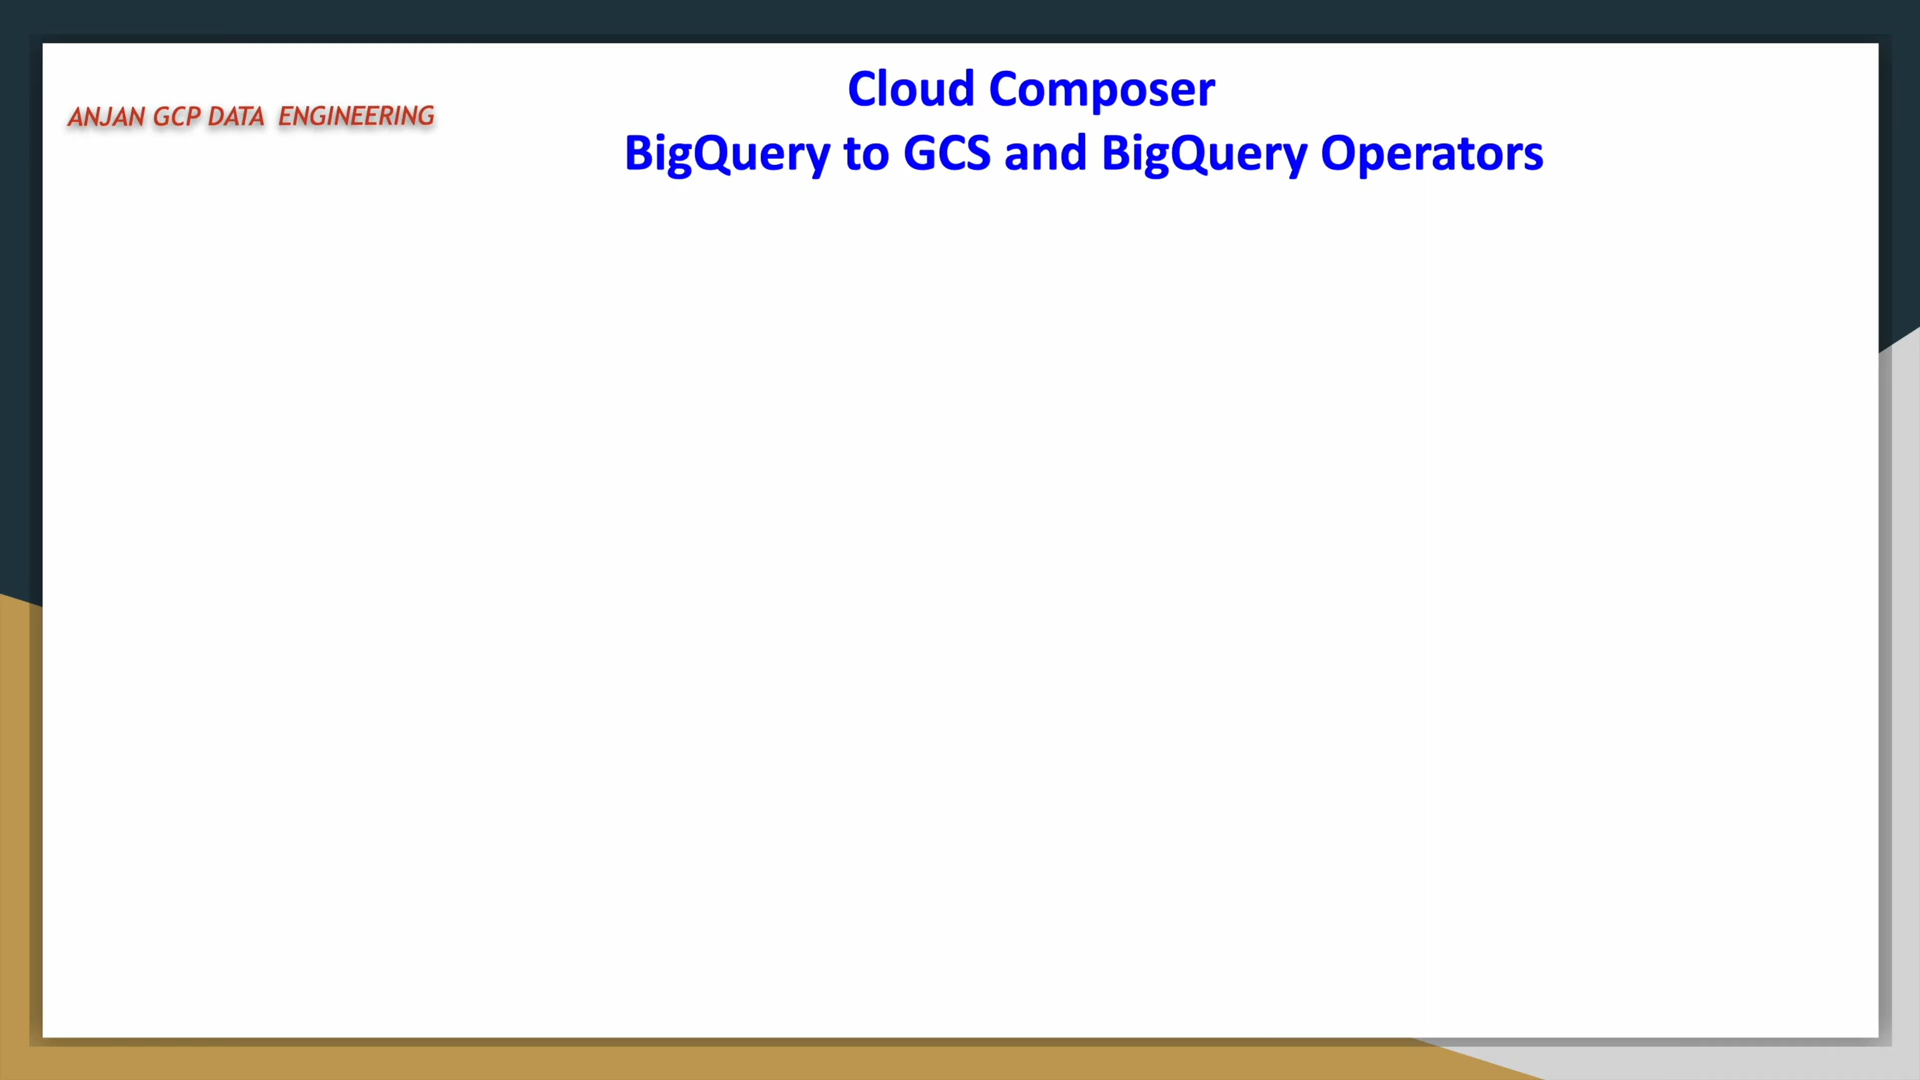 Cloud Composer
ANJAN GCP DATA ENGINEERING
BigQuery to GCS and BigQuery Operators